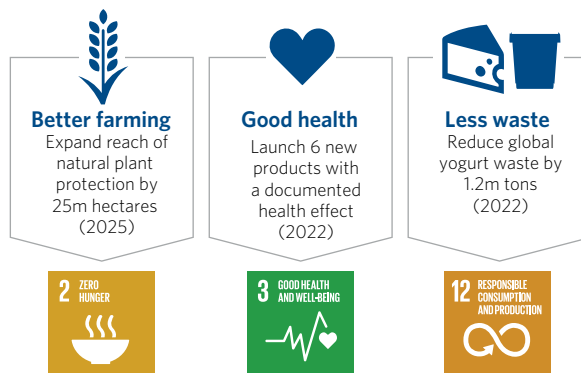 Better farming
Expand reach of
natural plant
protection by
25m hectares
(2025)
Good health
Launch 6 new
products with
a documented
health effect
(2022)
Less waste
Reduce global
yogurt waste by
1.2m tons
(2022)
2 ZERO
HUNGER
3 GOOD HEALTH
AND WELL-BEING
12 RESPONSIBLE
CONSUMPTION
AND PRODUCTION